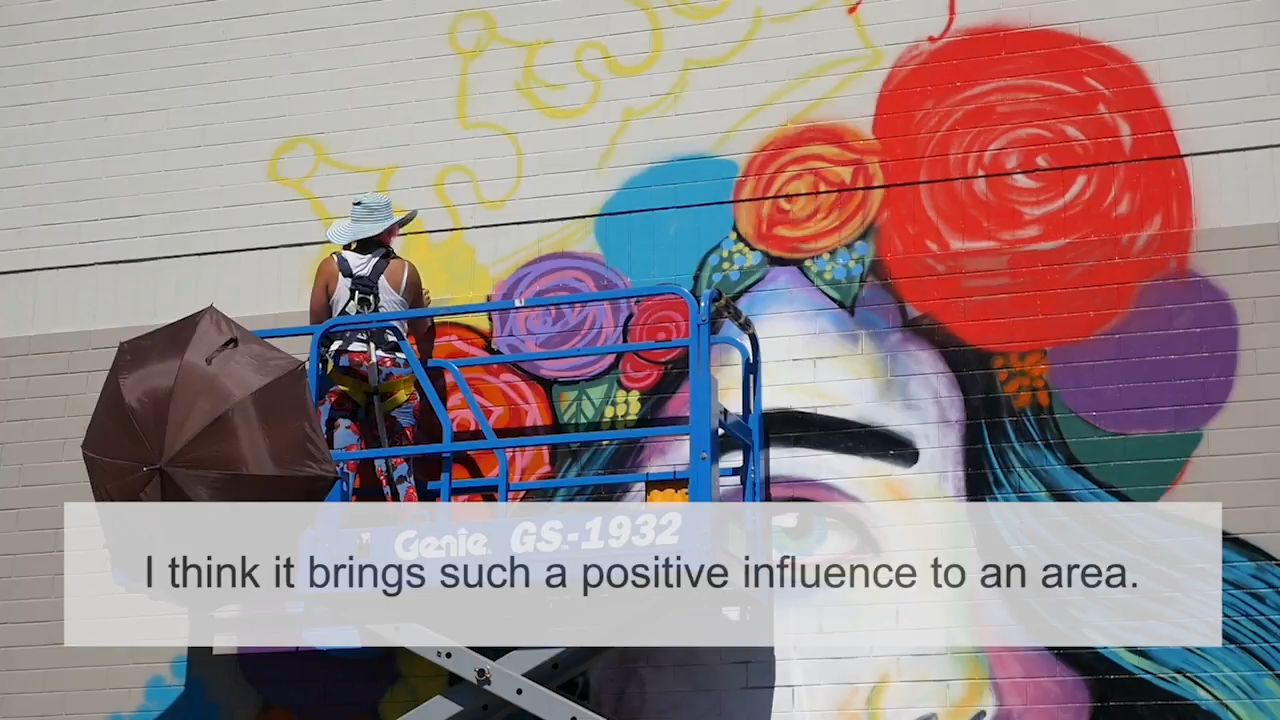 Genie GS-1932
I think it brings such a positive influence to an area.